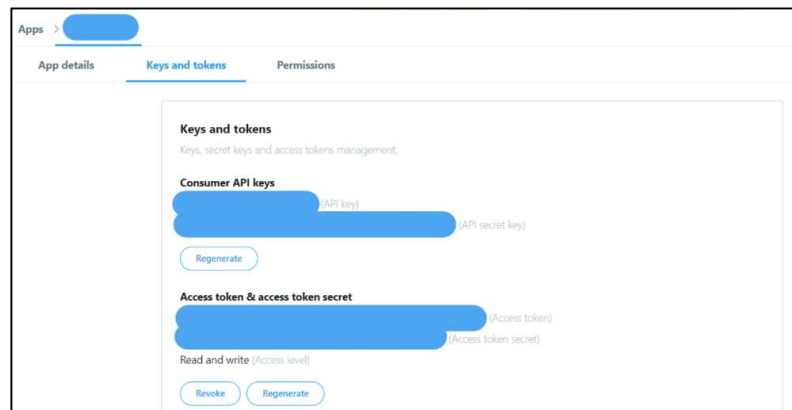 Apps >
App details Keys and tokens Permissions
Keys and tokens
Keys, secret keys and access tokens management.
Consumer API keys
(API key)
(API secret key)
Regenerate
Access token & access token secret
(Access token)
(Access token secret)
Read and write (Access level)
Revoke Regenerate